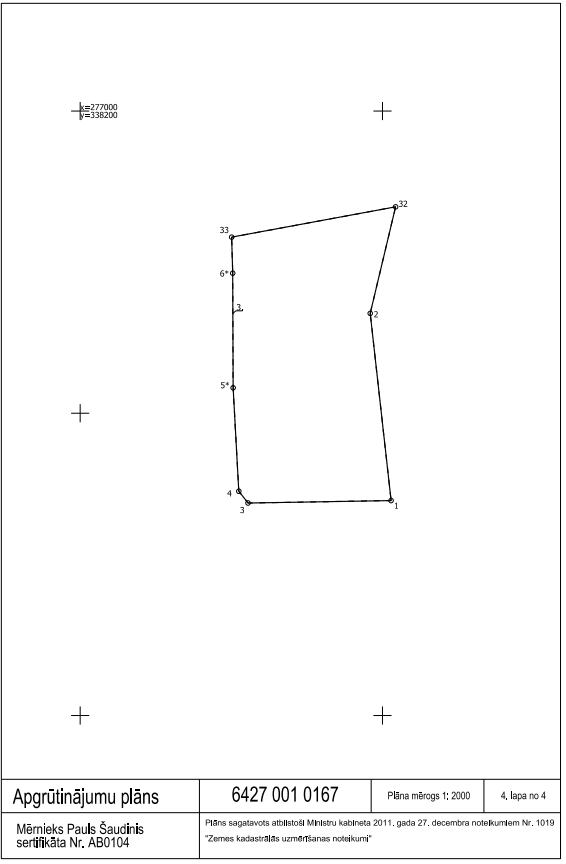 x=277000
y=338200
32
33
6*
3
2
5*
4
3
1
Apgrūtinājumu plāns
6427 001 0167
Plāna mērogs 1: 2000
4. lapa no 4
Mērnieks Pauls Šaudinis
sertifikāta Nr. AB0104
Plāns sagatavots atbilstoši Ministru kabineta 2011. gada 27. decembra noteikumiem Nr. 1019
"Zemes kadastrālās uzmērīšanas noteikumi"